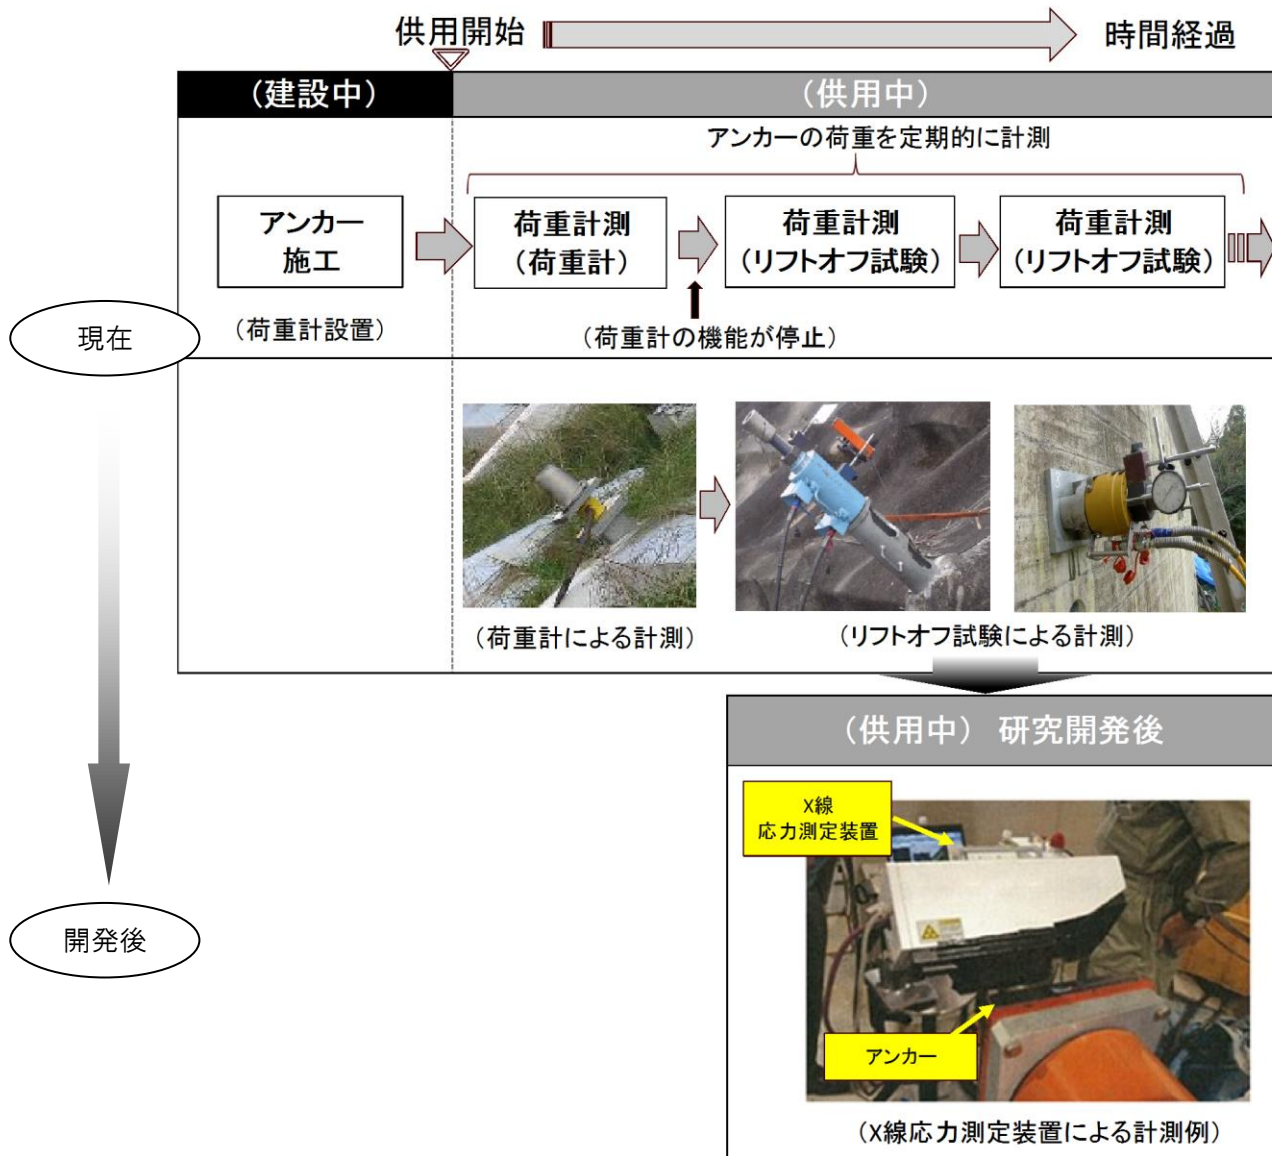 供用開始
時間経過
（建設中）
（供用中）
アンカーの荷重を定期的に計測
アンカー
施工
荷重計測
（荷重計）
荷重計測
（リフトオフ試験）
荷重計測
（リフトオフ試験）
（荷重計設置）
（荷重計の機能が停止）
現在
（荷重計による計測）
（リフトオフ試験による計測）
（供用中） 研究開発後
X線
応力測定装置
開発後
アンカー
（X線応力測定装置による計測例）